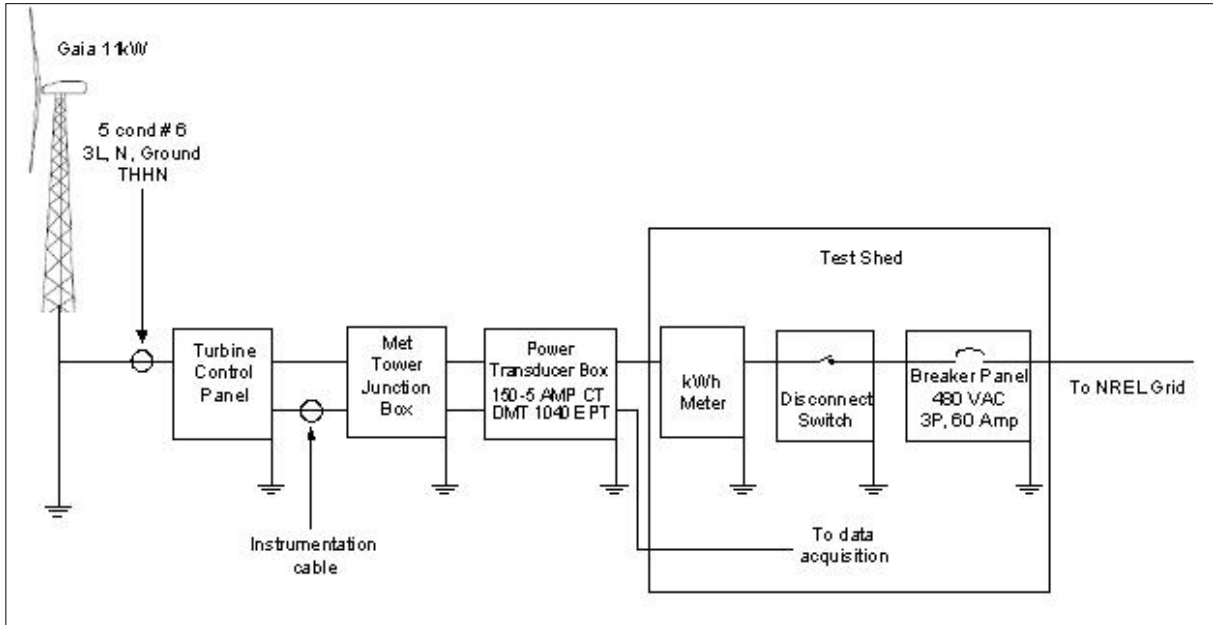 Gaia 11kW
5 cond # 6
3L, N, Ground
THHN
Test Shed
Turbine
Control
Panel
Met
Tower
Junction
Box
Power
Transducer Box
150-5 AMP CT
DMT 1040 E PT
kWh
Meter
Disconnect
Switch
Breaker Panel
480 VAC
3P, 60 Amp
To NREL Grid
Instrumentation
cable
To data
acquisition